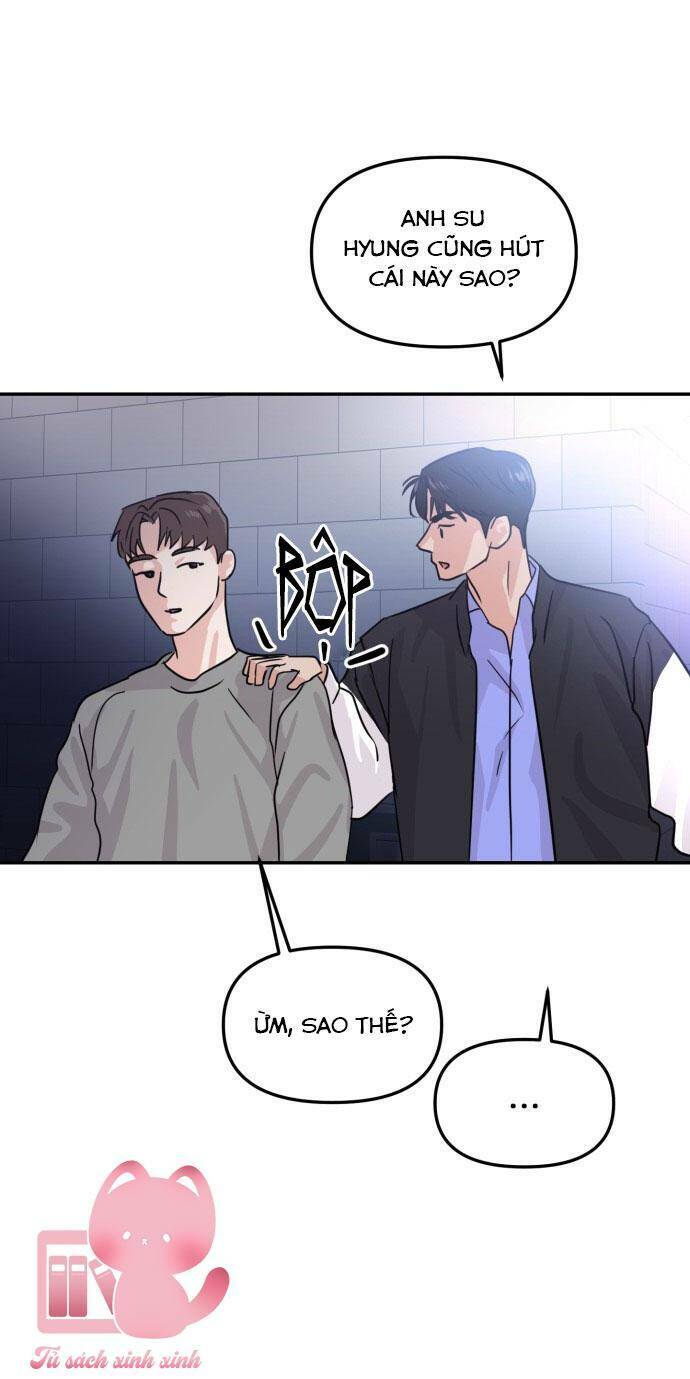 ANH SU
HYUNG CŨNG HÚT
CÁI NÀY SAO?
BỘP
ỪM, SAO THẾ?
...
Tủ sách xinh xinh